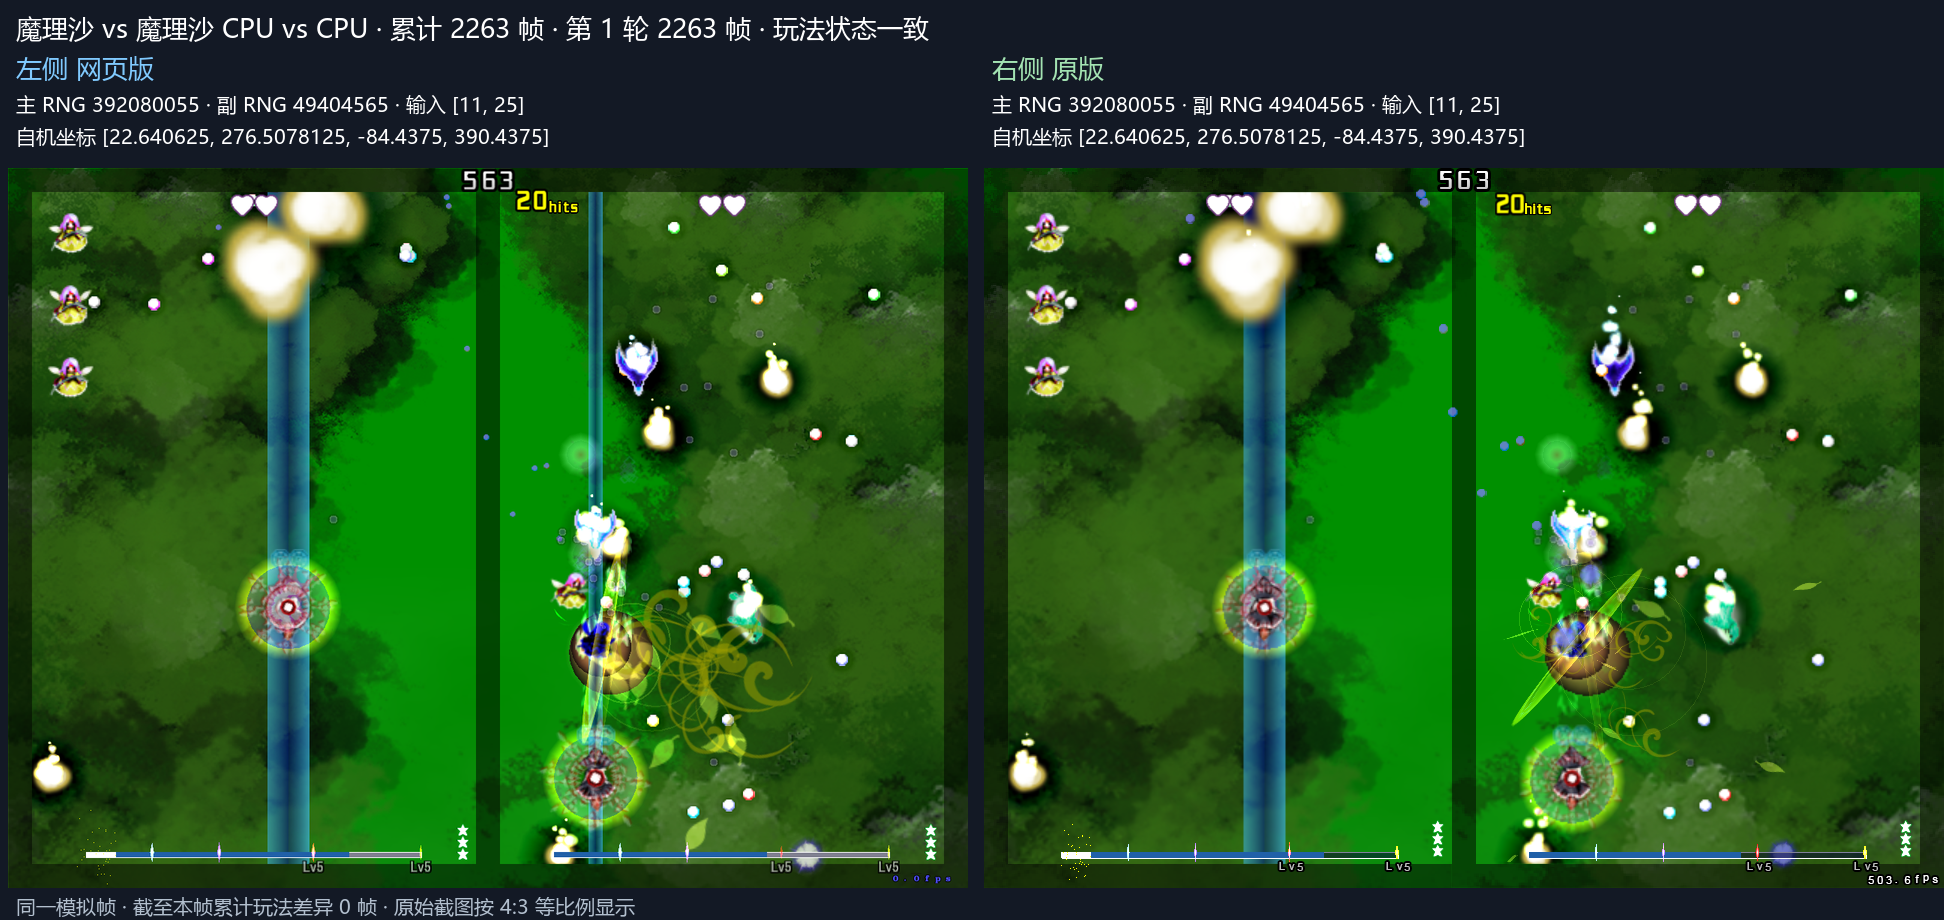 魔理沙 vs 魔理沙 CPU vs CPU · 累计 2263 帧 · 第 1 轮 2263 帧 · 玩法状态一致
左侧 网页版
主 RNG 392080055 · 副 RNG 49404565 · 输入 [11, 25]
自机坐标 [22.640625, 276.5078125, -84.4375, 390.4375]
右侧 原版
主 RNG 392080055 · 副 RNG 49404565 · 输入 [11, 25]
自机坐标 [22.640625, 276.5078125, -84.4375, 390.4375]
563
20hits
Lv5
Lv5
Lv5
Lv5
0.0fps
563
20hits
Lv5
Lv5
Lv5
Lv5
503.6fps
同一模拟帧 · 截至本帧累计玩法差异 0 帧 · 原始截图按 4:3 等比例显示